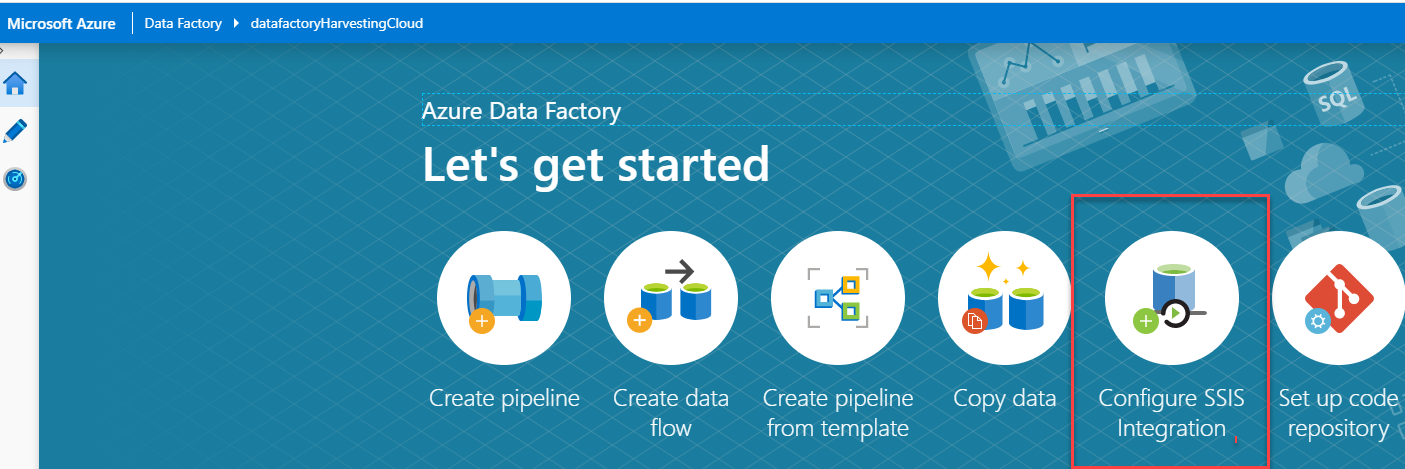 Microsoft Azure
Data Factory
datafactoryHarvestingCloud
Azure Data Factory
Let's get started
SQL
Create pipeline
Create data
flow
Create pipeline
from template
Copy data
Configure SSIS
Integration
Set up code
repository